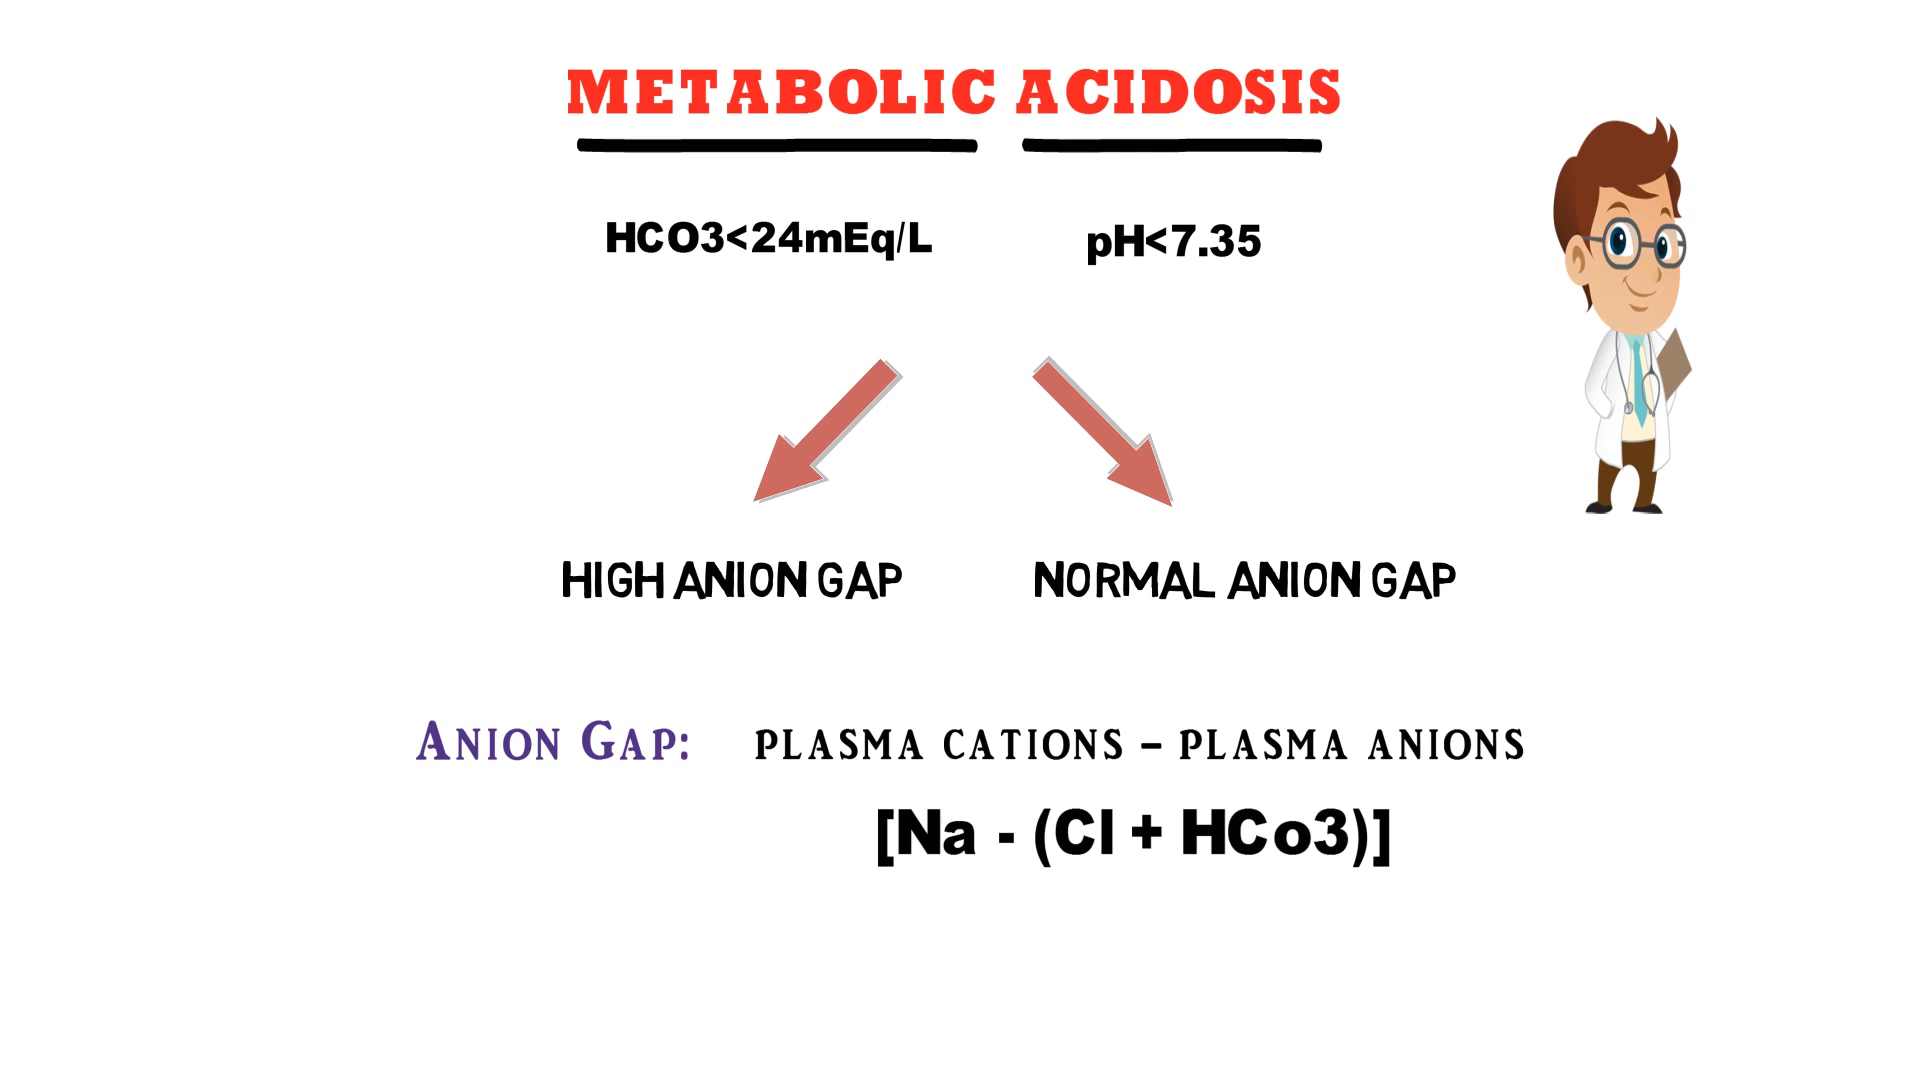 METABOLIC ACIDOSIS
HCO3<24mEq/L pH<7.35
HIGH ANION GAP NORMAL ANION GAP
ANION GAP: PLASMA CATIONS – PLASMA ANIONS
[Na - (Cl + HCo3)]